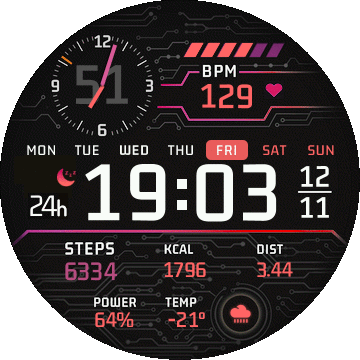 12
9 51 3
6
BPM
129
MON TUE WED THU FRI SAT SUN
24h 19:03 12
11
STEPS KCAL DIST
6334 1796 3.44
POWER TEMP
64% -21°